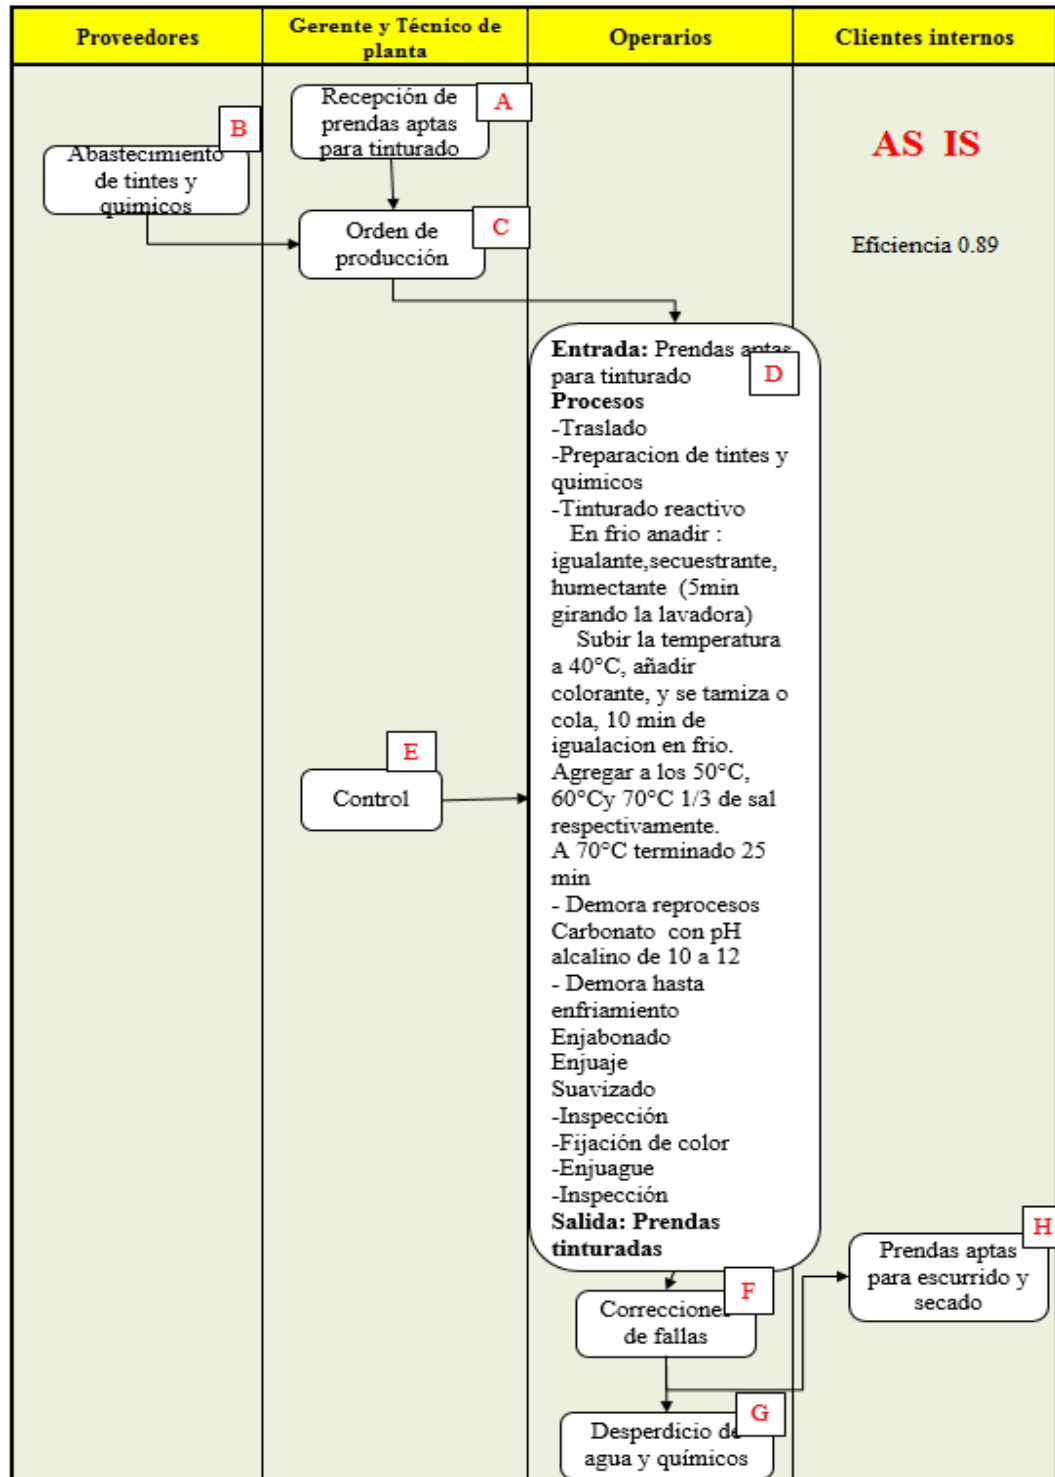 Proveedores
Gerente y Técnico de
planta
Operarios
Clientes internos
Recepción de
prendas aptas
para tinturado
A
B
Abastecimiento
de tintes y
quimicos
AS IS
Orden de
producción
C
Eficiencia 0.89
Entrada: Prendas aptas
para tinturado
D
Procesos
-Traslado
-Preparacion de tintes y
quimicos
-Tinturado reactivo
En frio anadir :
igualante,secuestrante,
humectante (5min
girando la lavadora)
Subir la temperatura
a 40°C, añadir
colorante, y se tamiza o
cola, 10 min de
igualacion en frio.
Agregar a los 50°C,
60°Cy 70°C 1/3 de sal
respectivamente.
A 70°C terminado 25
min
- Demora reprocesos
Carbonato con pH
alcalino de 10 a 12
- Demora hasta
enfriamiento
Enjabonado
Enjuaje
Suavizado
-Inspección
-Fijación de color
-Enjuague
-Inspección
Salida: Prendas
tinturadas
E
Control
H
Prendas aptas
para escurrido y
secado
F
Correcciones
de fallas
G
Desperdicio de
agua y químicos